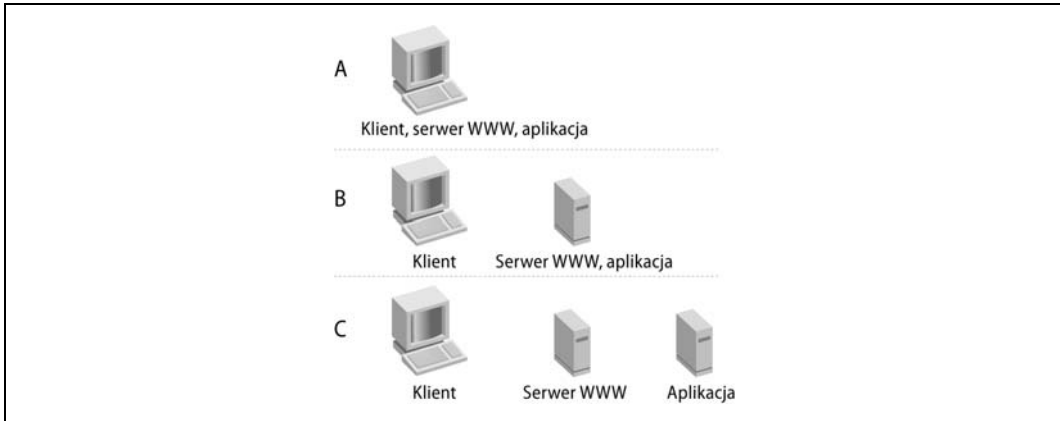 A
Klient, serwer WWW, aplikacja
B
Klient Serwer WWW, aplikacja
C
Klient Serwer WWW Aplikacja